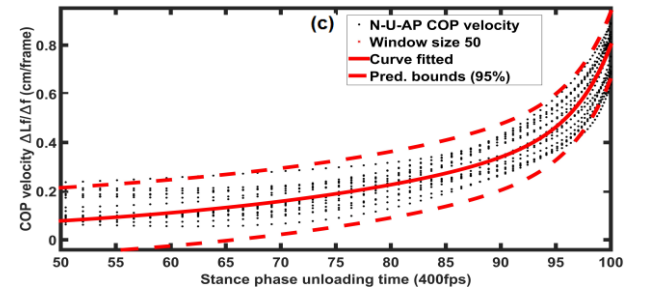 (c)
N-U-AP COP velocity
Window size 50
Curve fitted
Pred. bounds (95%)
COP velocity ΔLf/Δf (cm/frame)
0.8
0.6
0.4
0.2
0
50 55 60 65 70 75 80 85 90 95 100
Stance phase unloading time (400fps)